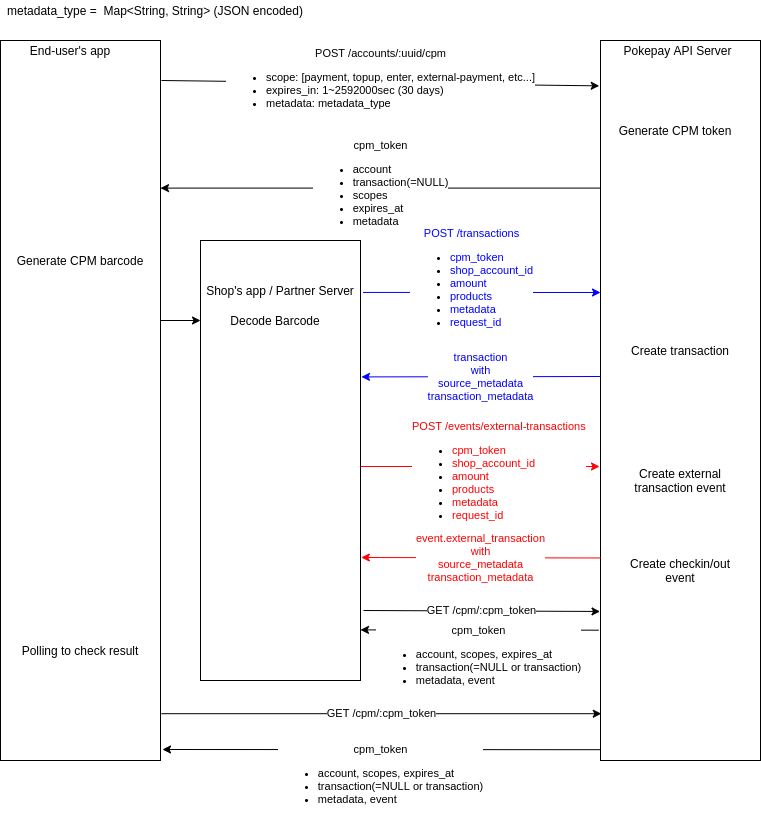 metadata_type =  Map<String, String> (JSON encoded)
End-user's app
POST /accounts/:uuid/cpm
Pokepay API Server
scope: [payment, topup, enter, external-payment, etc...]
expires_in: 1~2592000sec (30 days)
metadata: metadata_type
Generate CPM token
cpm_token
account
transaction(=NULL)
scopes
expires_at
metadata
POST /transactions
Generate CPM barcode
cpm_token
shop_account_id
amount
products
metadata
request_id
Shop's app / Partner Server
Decode Barcode
Create transaction
transaction
with
source_metadata
transaction_metadata
POST /events/external-transactions
cpm_token
shop_account_id
amount
products
metadata
request_id
Create external
transaction event
event.external_transaction
with
source_metadata
transaction_metadata
Create checkin/out
event
GET /cpm/:cpm_token
cpm_token
Polling to check result
account, scopes, expires_at
transaction(=NULL or transaction)
metadata, event
GET /cpm/:cpm_token
cpm_token
account, scopes, expires_at
transaction(=NULL or transaction)
metadata, event